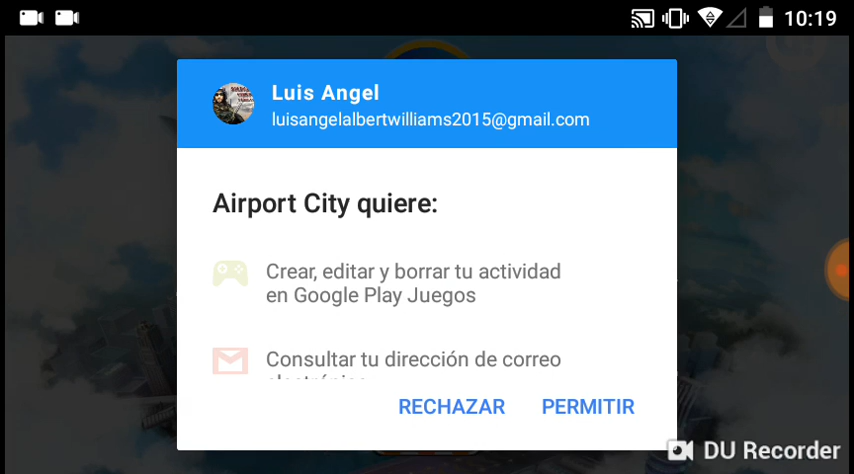 10:19
Luis Angel
luisangelalbertwilliams2015@gmail.com
Airport City quiere:
Crear, editar y borrar tu actividad
en Google Play Juegos
Consultar tu dirección de correo
RECHAZAR PERMITIR
DU Recorder